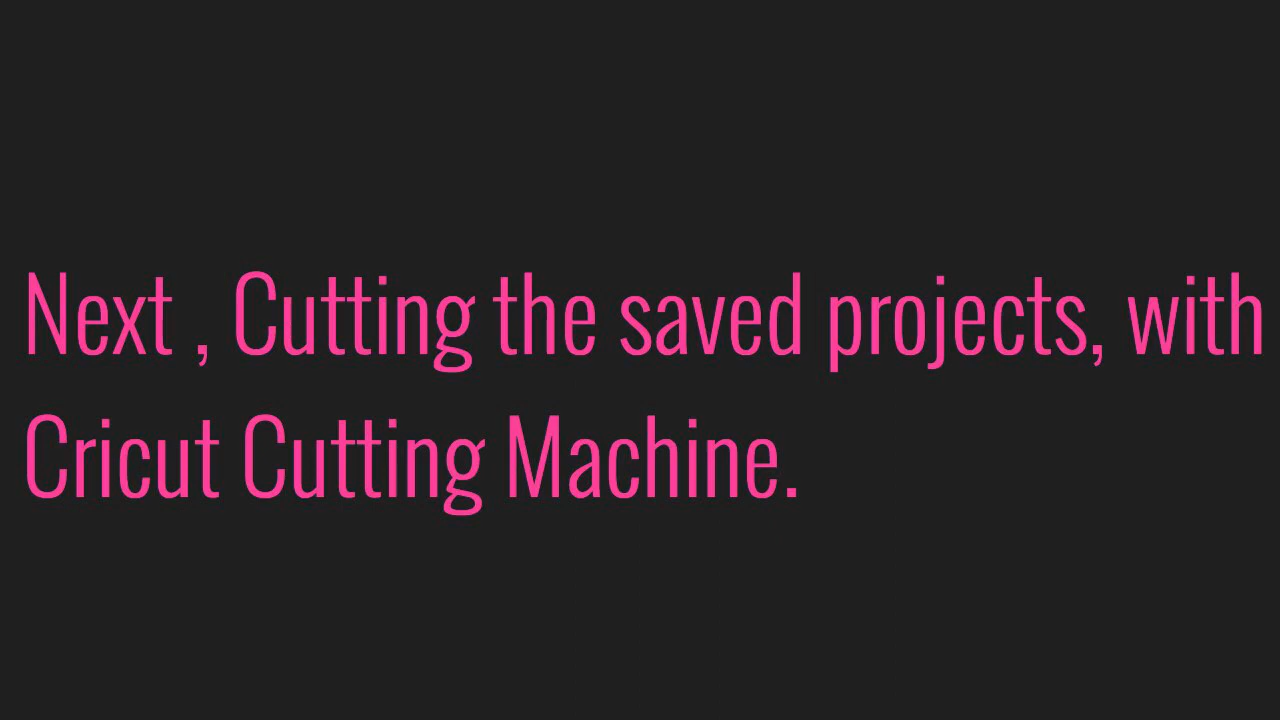 Next , Cutting the saved projects, with
Cricut Cutting Machine.